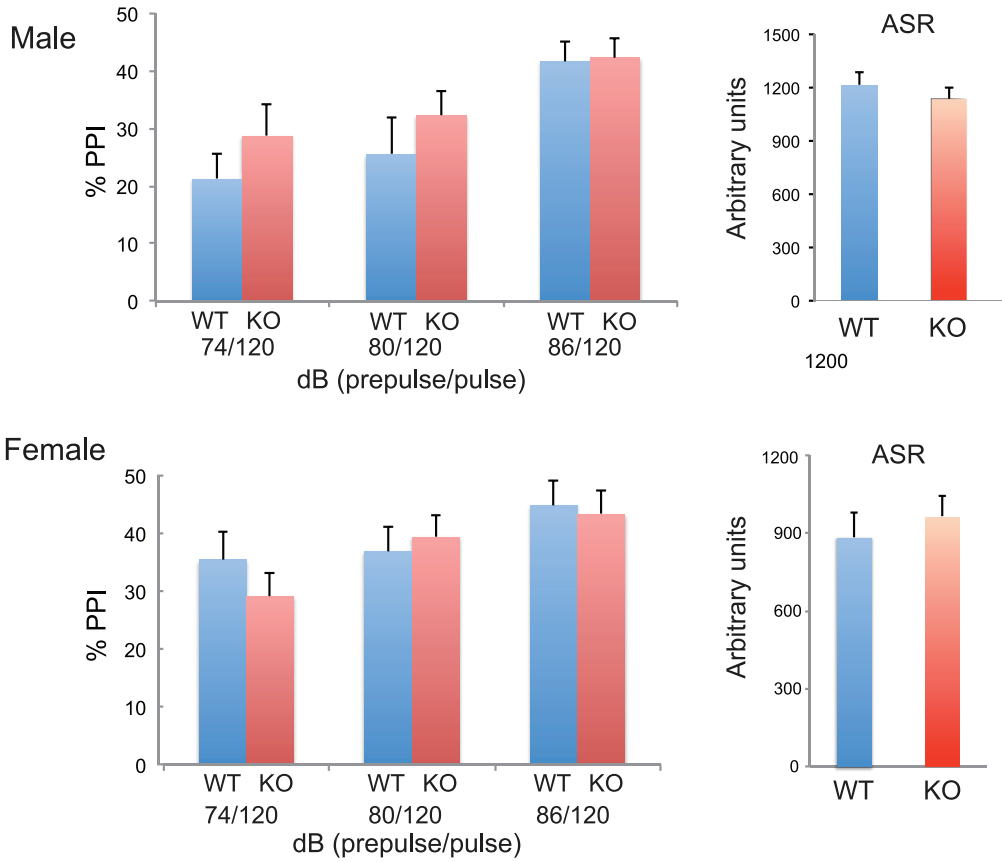 Male
% PPI
50
40
30
20
10
0
WT KO WT KO WT KO
74/120 80/120 86/120
dB (prepulse/pulse)
ASR
Arbitrary units
1500
1200
900
600
300
0
WT KO
1200
Female
% PPI
50
40
30
20
10
0
WT KO WT KO WT KO
74/120 80/120 86/120
dB (prepulse/pulse)
ASR
Arbitrary units
1200
900
600
300
0
WT KO